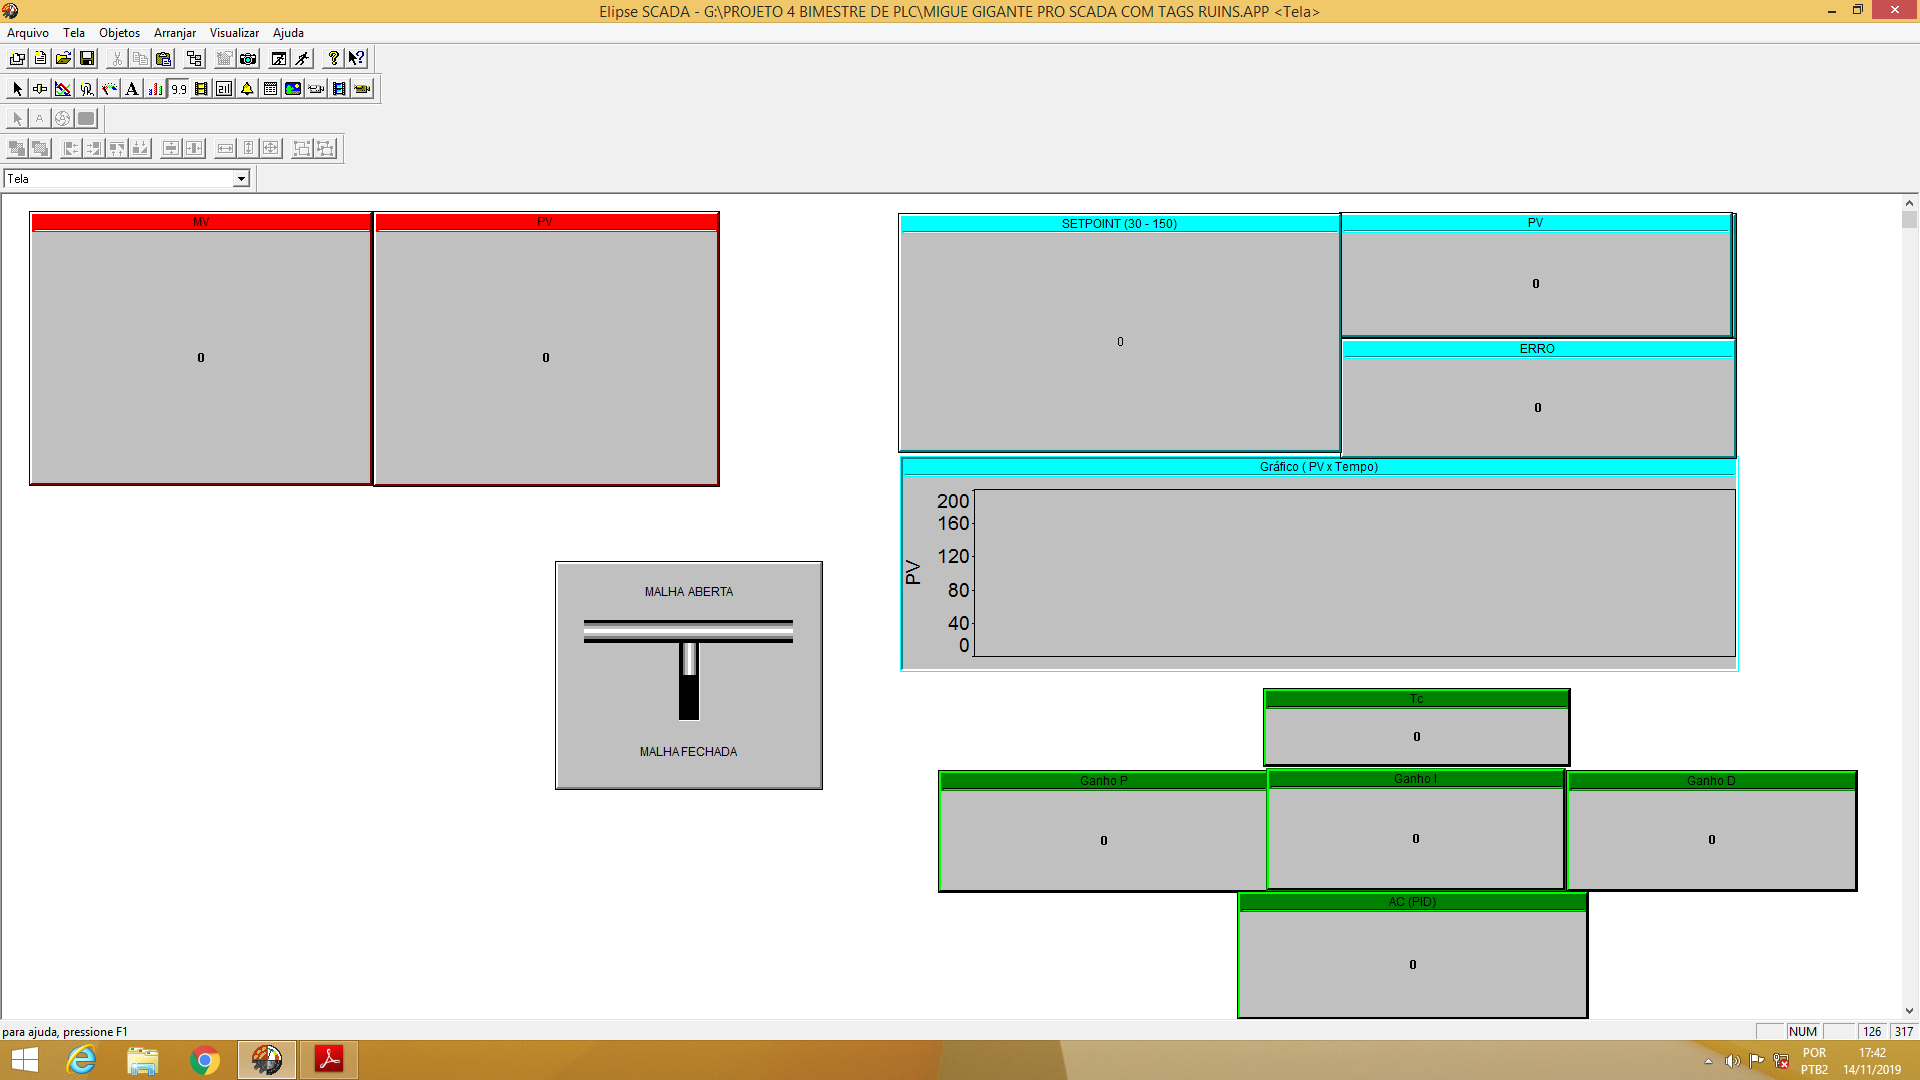 Elipse SCADA - G:\PROJETO 4 BIMESTRE DE PLC\MIGUE GIGANTE PRO SCADA COM TAGS RUINS.APP <Tela>
Arquivo Tela Objetos Arranjar Visualizar Ajuda
A 9.9
A
Tela
MV
0
PV
0
SETPOINT (30 - 150)
0
PV
0
ERRO
0
Gráfico ( PV x Tempo)
PV
200
160
120
80
40
0
MALHA ABERTA
MALHA FECHADA
Tc
0
Ganho P
0
Ganho I
0
Ganho D
0
AC (PID)
0
para ajuda, pressione F1
NUM 126 317
POR
PTB2
17:42
14/11/2019